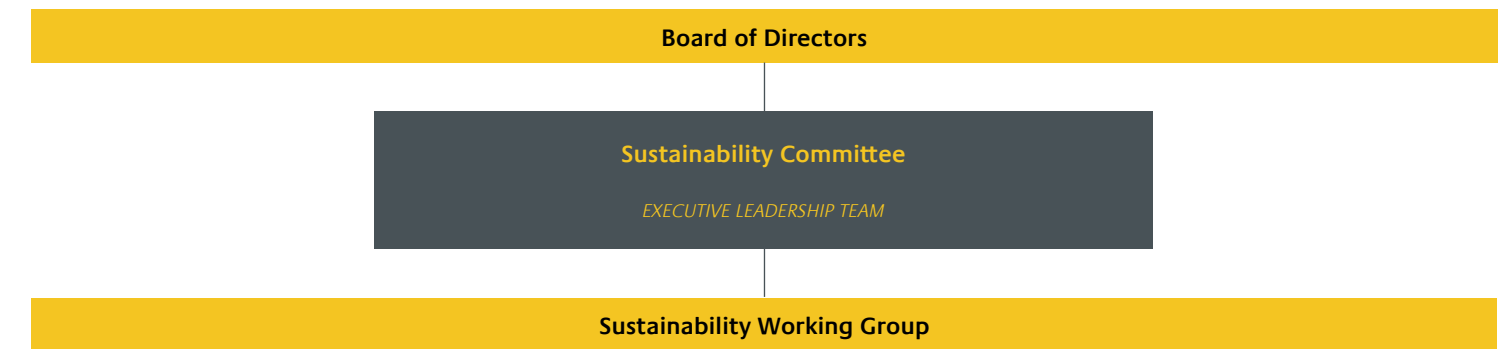 Board of Directors
Sustainability Committee
EXECUTIVE LEADERSHIP TEAM
Sustainability Working Group